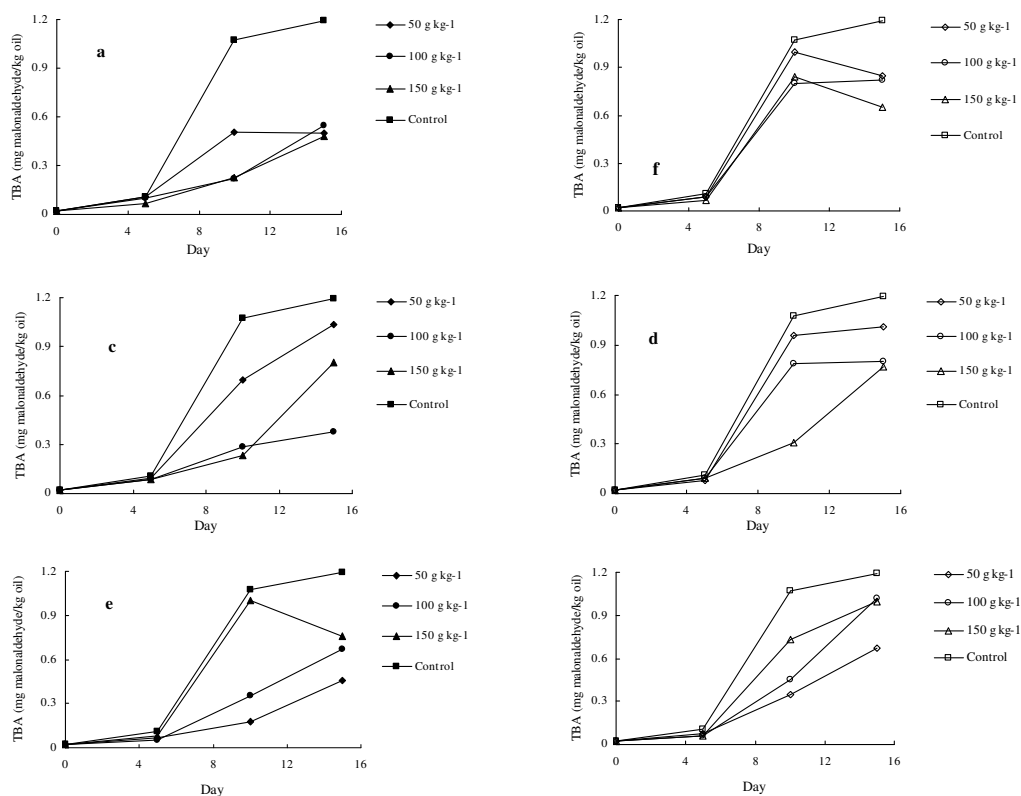 TBA (mg malonaldehyde/kg oil)
1.2
0.9
0.6
0.3
0
0 4 8 12 16
Day
a
50 g kg-1
100 g kg-1
150 g kg-1
Control
TBA (mg malonaldehyde/kg oil)
1.2
0.9
0.6
0.3
0
0 4 8 12 16
Day
f
50 g kg-1
100 g kg-1
150 g kg-1
Control
TBA (mg malonaldehyde/kg oil)
1.2
0.9
0.6
0.3
0
0 4 8 12 16
Day
c
50 g kg-1
100 g kg-1
150 g kg-1
Control
TBA (mg malonaldehyde/kg oil)
1.2
0.9
0.6
0.3
0
0 4 8 12 16
Day
d
50 g kg-1
100 g kg-1
150 g kg-1
Control
TBA (mg malonaldehyde/kg oil)
1.2
0.9
0.6
0.3
0
0 4 8 12 16
Day
e
50 g kg-1
100 g kg-1
150 g kg-1
Control
TBA (mg malonaldehyde/kg oil)
1.2
0.9
0.6
0.3
0
0 4 8 12 16
Day
50 g kg-1
100 g kg-1
150 g kg-1
Control